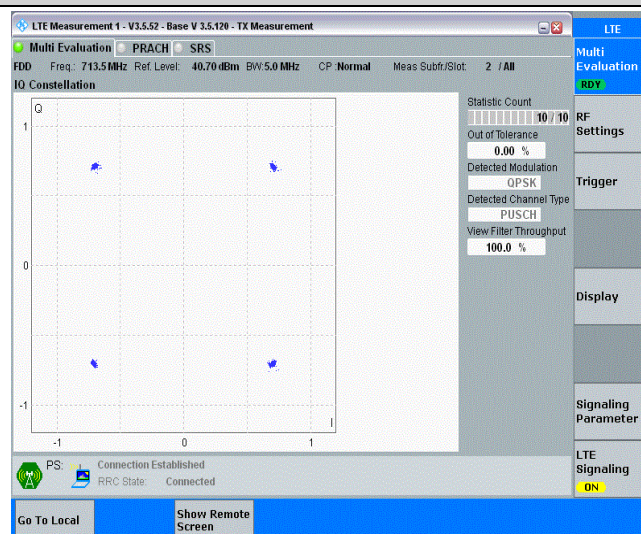 LTE Measurement 1 - V3.5.52 - Base V 3.5.120 - TX Measurement
LTE
Multi Evaluation PRACH SRS
Multi Evaluation
RDY
FDD Freq.: 713.5 MHz Ref. Level: 40.70 dBm BW: 5.0 MHz CP : Normal Meas Subfr./Slot: 2 / All
IQ Constellation
Q
1
0
-1
-1 0 1
I
Statistic Count
10 / 10
Out of Tolerance
0.00 %
Detected Modulation
QPSK
Detected Channel Type
PUSCH
View Filter Throughput
100.0 %
RF Settings
Trigger
Display
Signaling Parameter
LTE Signaling
ON
PS: Connection Established
RRC State: Connected
Go To Local
Show Remote Screen